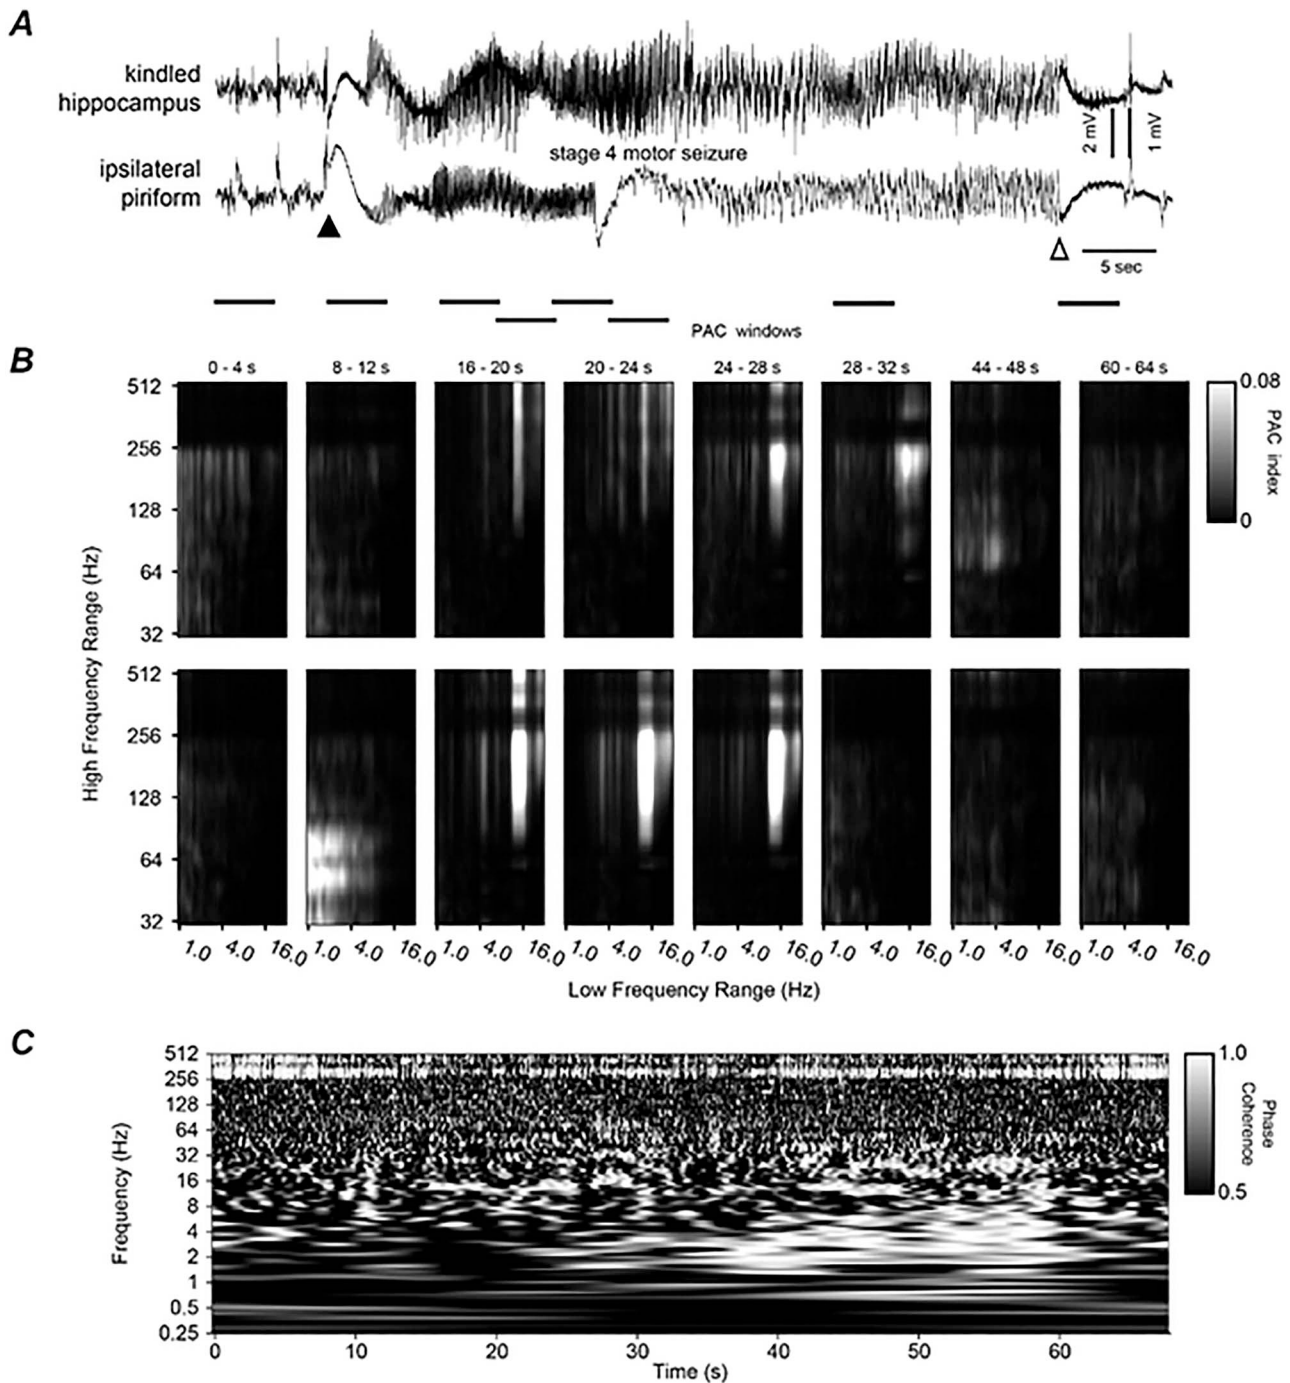 A
kindled
hippocampus
2 mV
1 mV
stage 4 motor seizure
ipsilateral
piriform
5 sec
PAC windows
B
0 - 4 s 8 - 12 s 16 - 20 s 20 - 24 s 24 - 28 s 28 - 32 s 44 - 48 s 60 - 64 s
512
256
128
64
32
0.08
0
PAC index
High Frequency Range (Hz)
512
256
128
64
32
1.0 4.0 16.0 1.0 4.0 16.0 1.0 4.0 16.0 1.0 4.0 16.0 1.0 4.0 16.0 1.0 4.0 16.0 1.0 4.0 16.0 1.0 4.0 16.0
Low Frequency Range (Hz)
C
512
256
128
64
32
16
8
4
2
1
0.5
0.25
Frequency (Hz)
1.0
0.5
Phase
Coherence
0 10 20 30 40 50 60
Time (s)